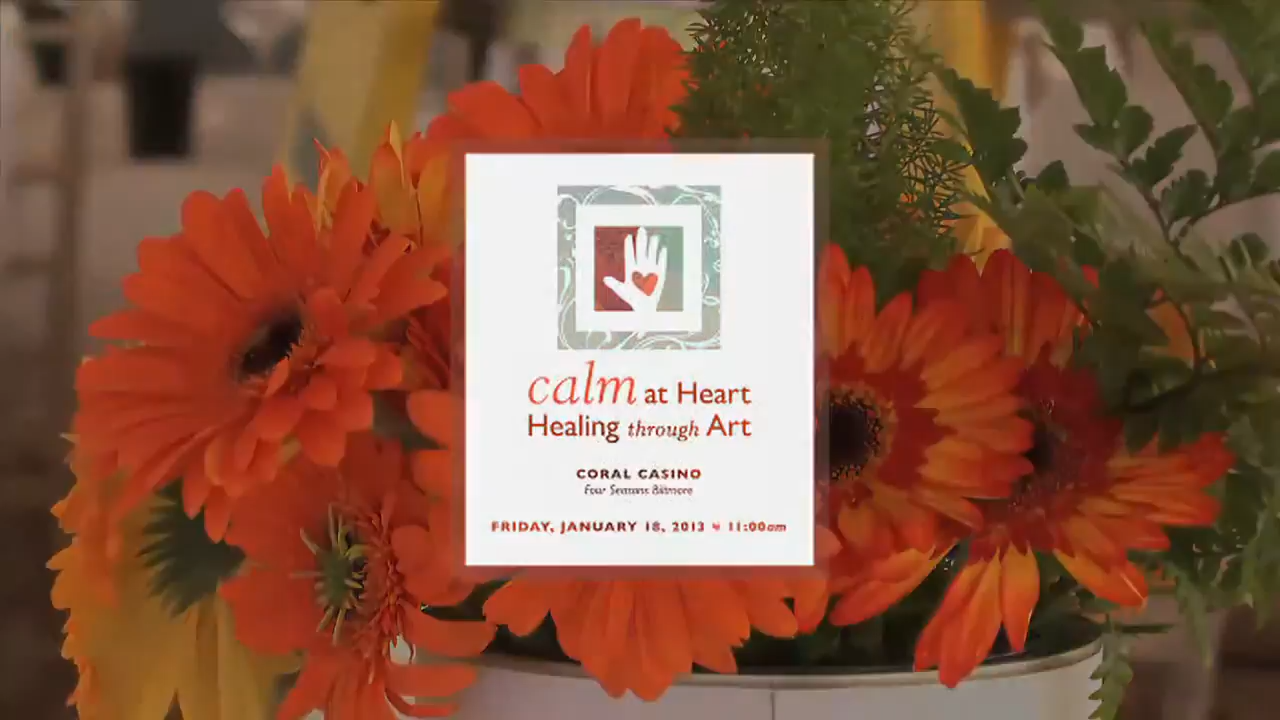 calm at Heart
Healing through Art
CORAL CASINO
Four Seasons Biltmore
FRIDAY, JANUARY 18, 2013 ♥ 11:00am